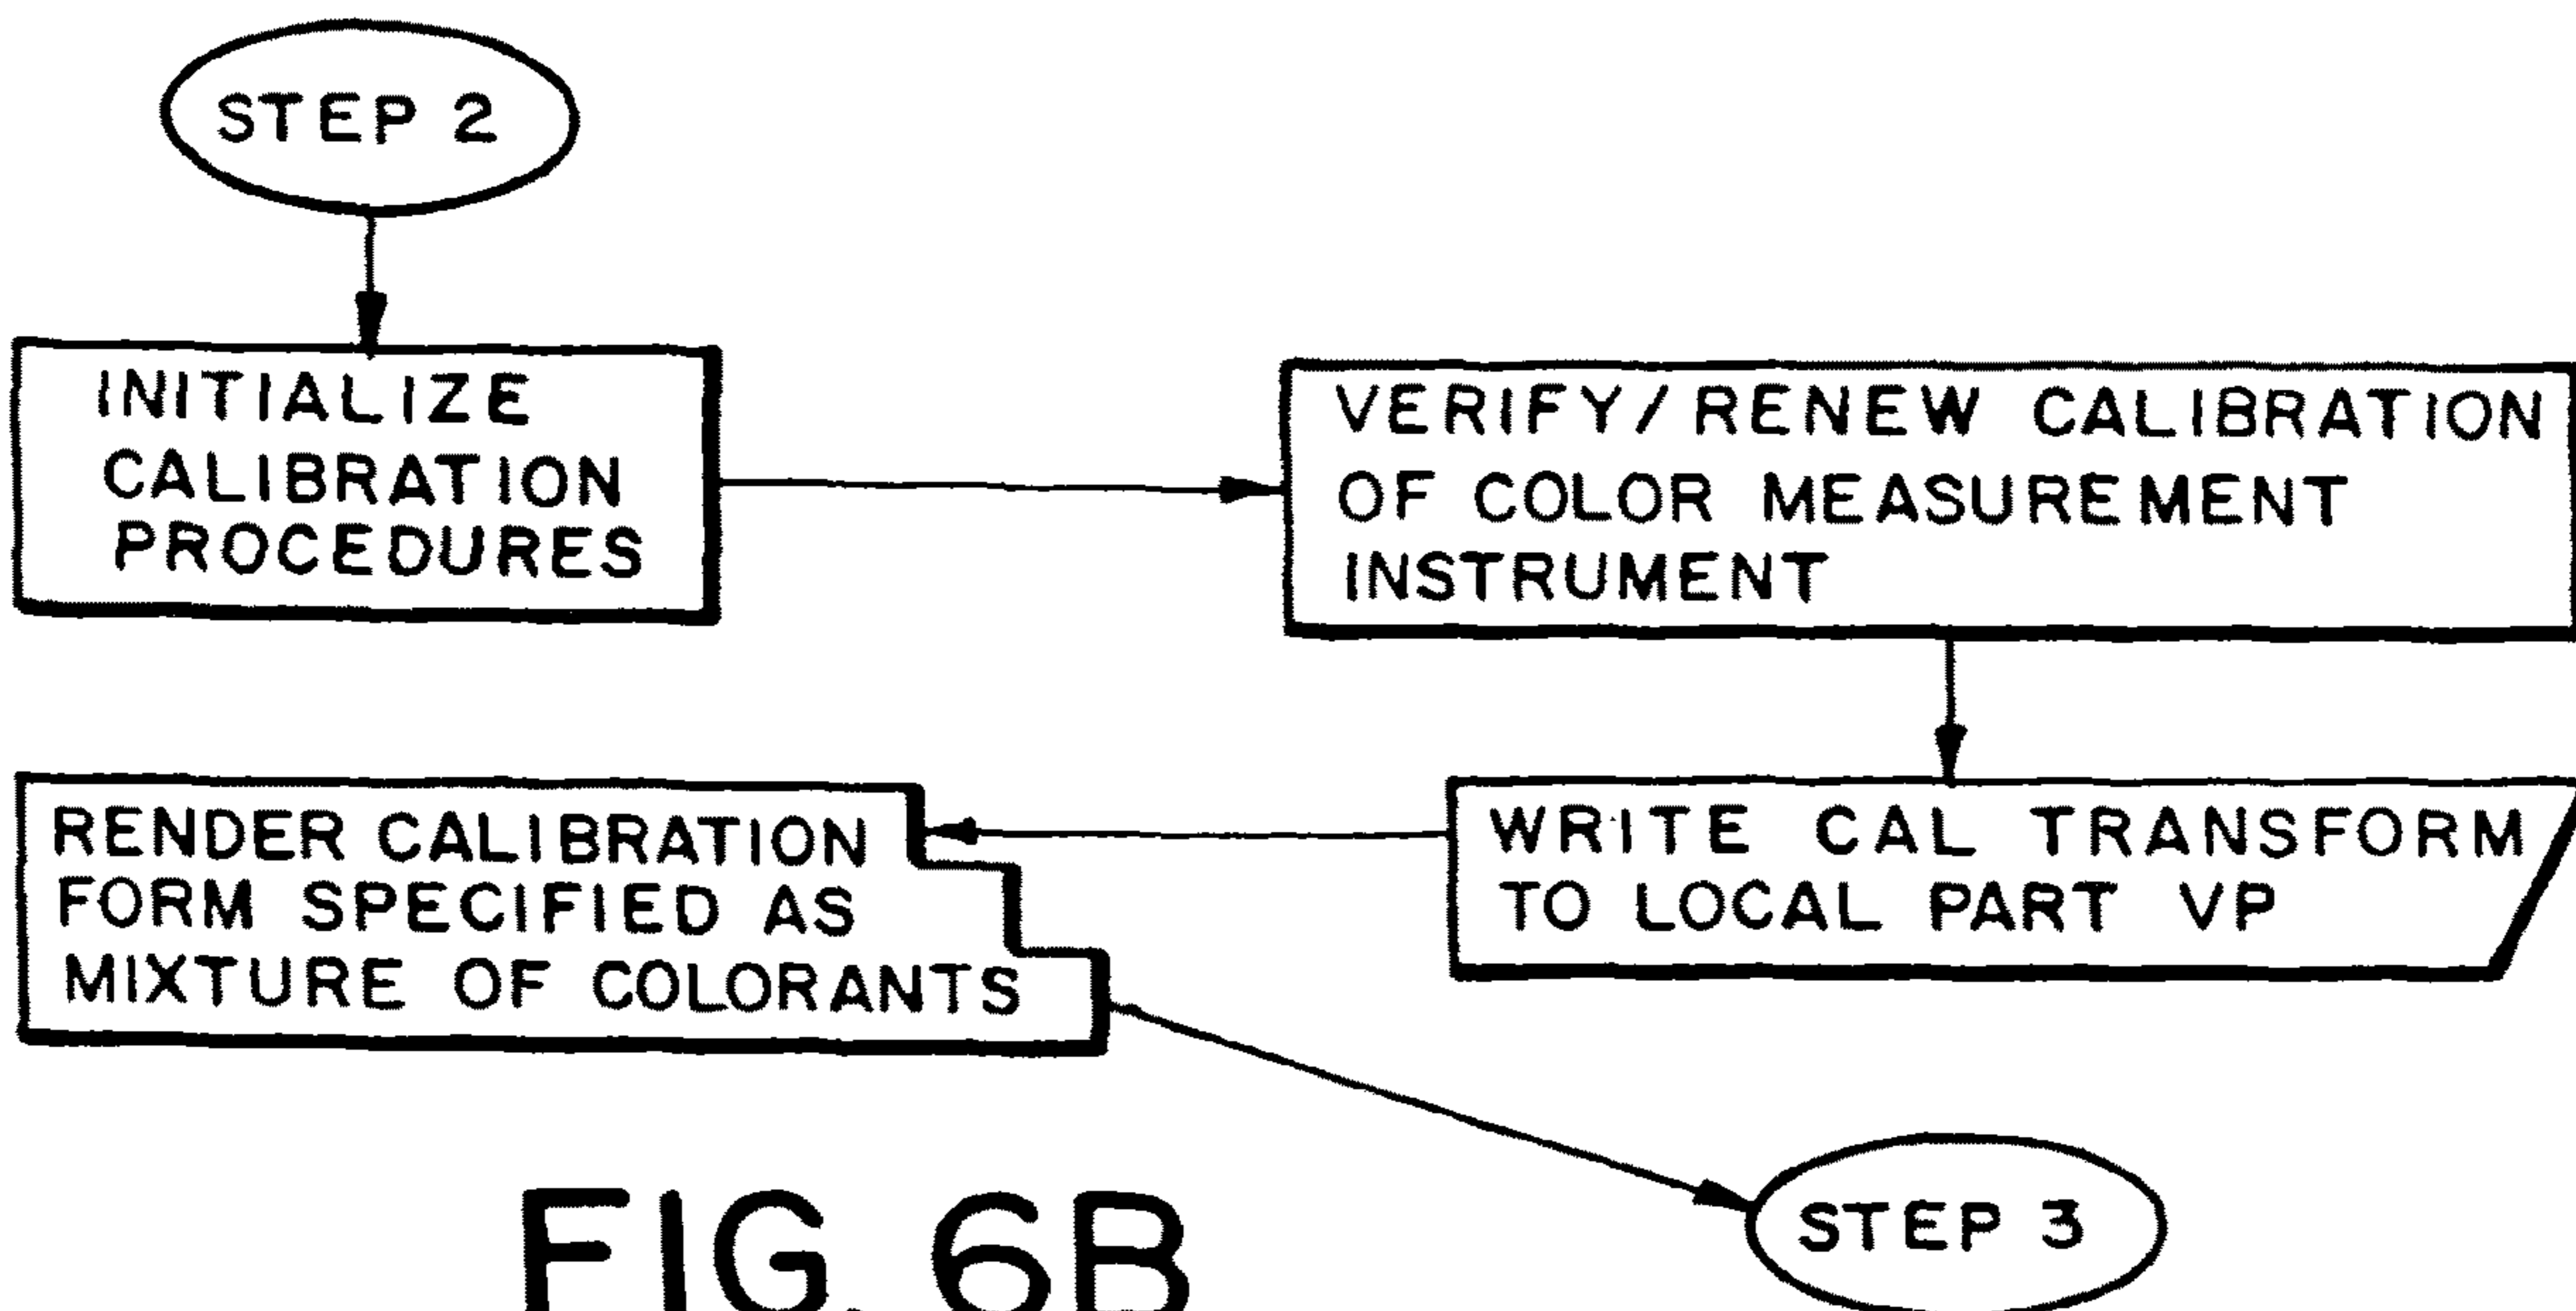 STEP 2
INITIALIZE
CALIBRATION
PROCEDURES
VERIFY/RENEW CALIBRATION
OF COLOR MEASUREMENT
INSTRUMENT
WRITE CAL TRANSFORM
TO LOCAL PART VP
RENDER CALIBRATION
FORM SPECIFIED AS
MIXTURE OF COLORANTS
STEP 3
FIG. 6B